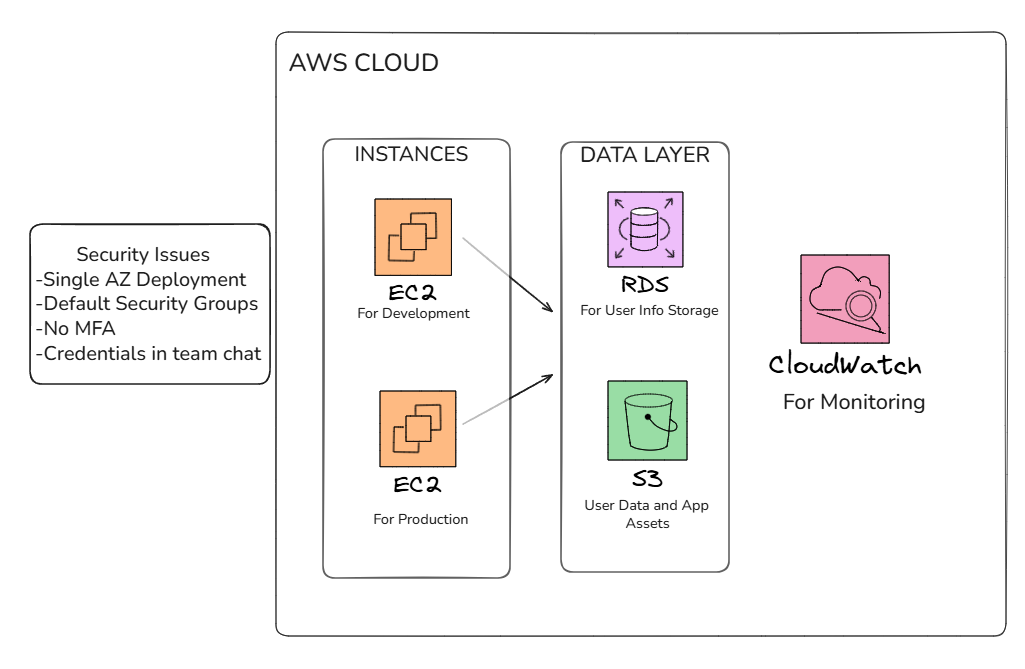 AWS CLOUD
Security Issues
-Single AZ Deployment
-Default Security Groups
-No MFA
-Credentials in team chat
INSTANCES
EC2
For Development
EC2
For Production
DATA LAYER
RDS
For User Info Storage
S3
User Data and App
Assets
CloudWatch
For Monitoring